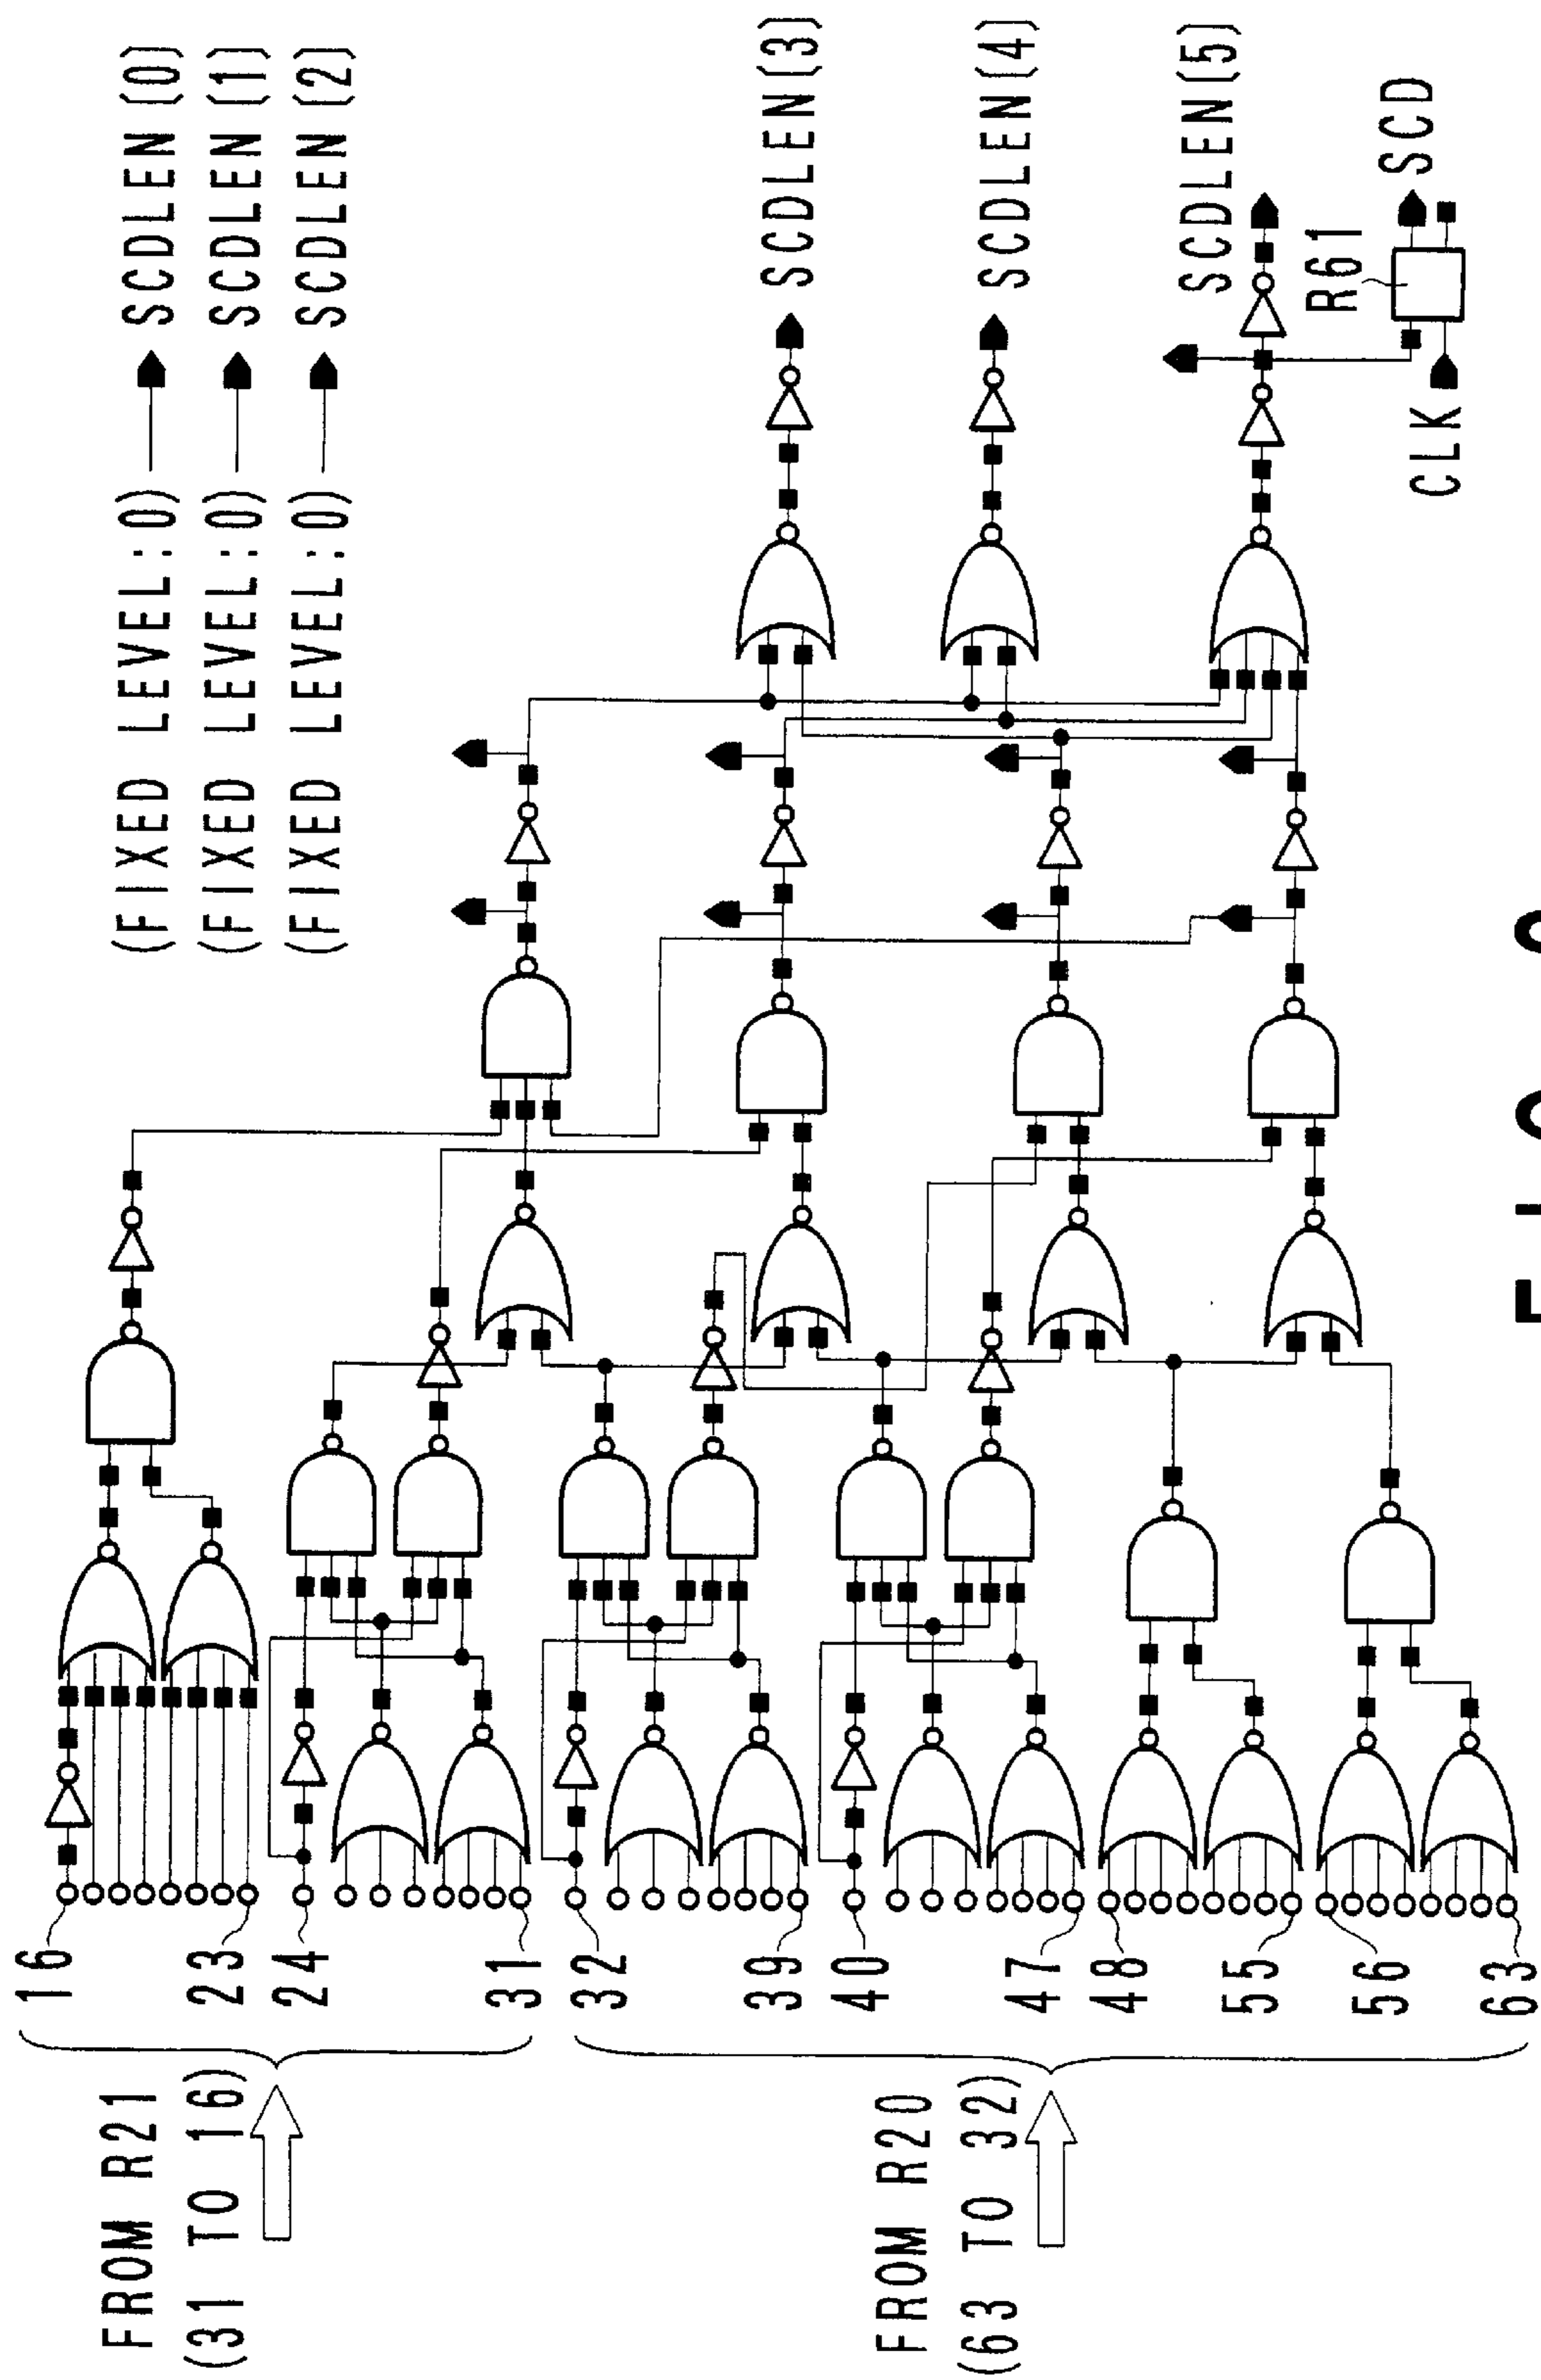 FROM R21
(31 TO 16)
FROM R20
(63 TO 32)
16
23
24
31
32
39
40
47
48
55
56
63
(FIXED LEVEL:0)
SCDLEN(0)
(FIXED LEVEL:0)
SCDLEN(1)
(FIXED LEVEL:0)
SCDLEN(2)
SCDLEN(3)
SCDLEN(4)
SCDLEN(5)
R61
SCD
CLK